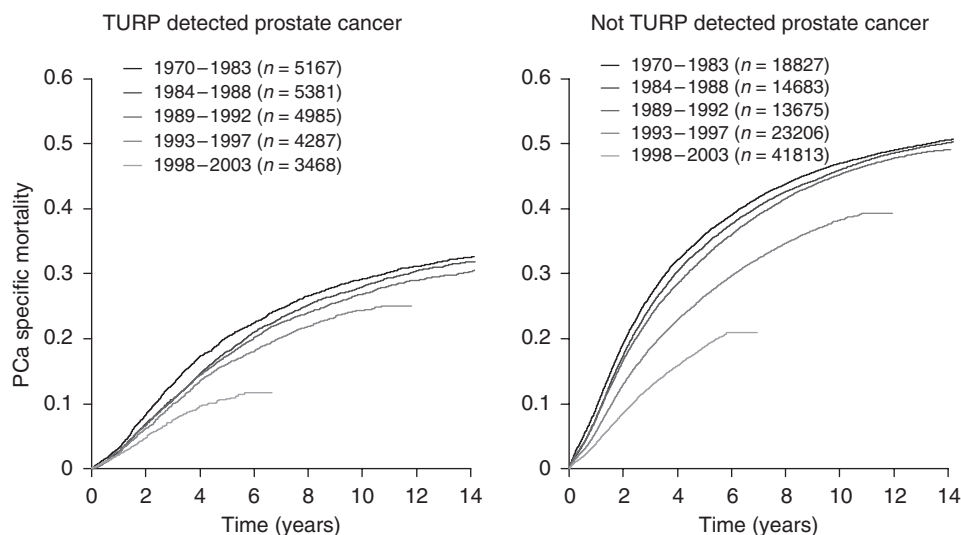 TURP detected prostate cancer
1970–1983 (n = 5167)
1984–1988 (n = 5381)
1989–1992 (n = 4985)
1993–1997 (n = 4287)
1998–2003 (n = 3468)
PCa specific mortality
0.6
0.5
0.4
0.3
0.2
0.1
0
0 2 4 6 8 10 12 14
Time (years)
Not TURP detected prostate cancer
1970–1983 (n = 18827)
1984–1988 (n = 14683)
1989–1992 (n = 13675)
1993–1997 (n = 23206)
1998–2003 (n = 41813)
0.6
0.5
0.4
0.3
0.2
0.1
0
0 2 4 6 8 10 12 14
Time (years)